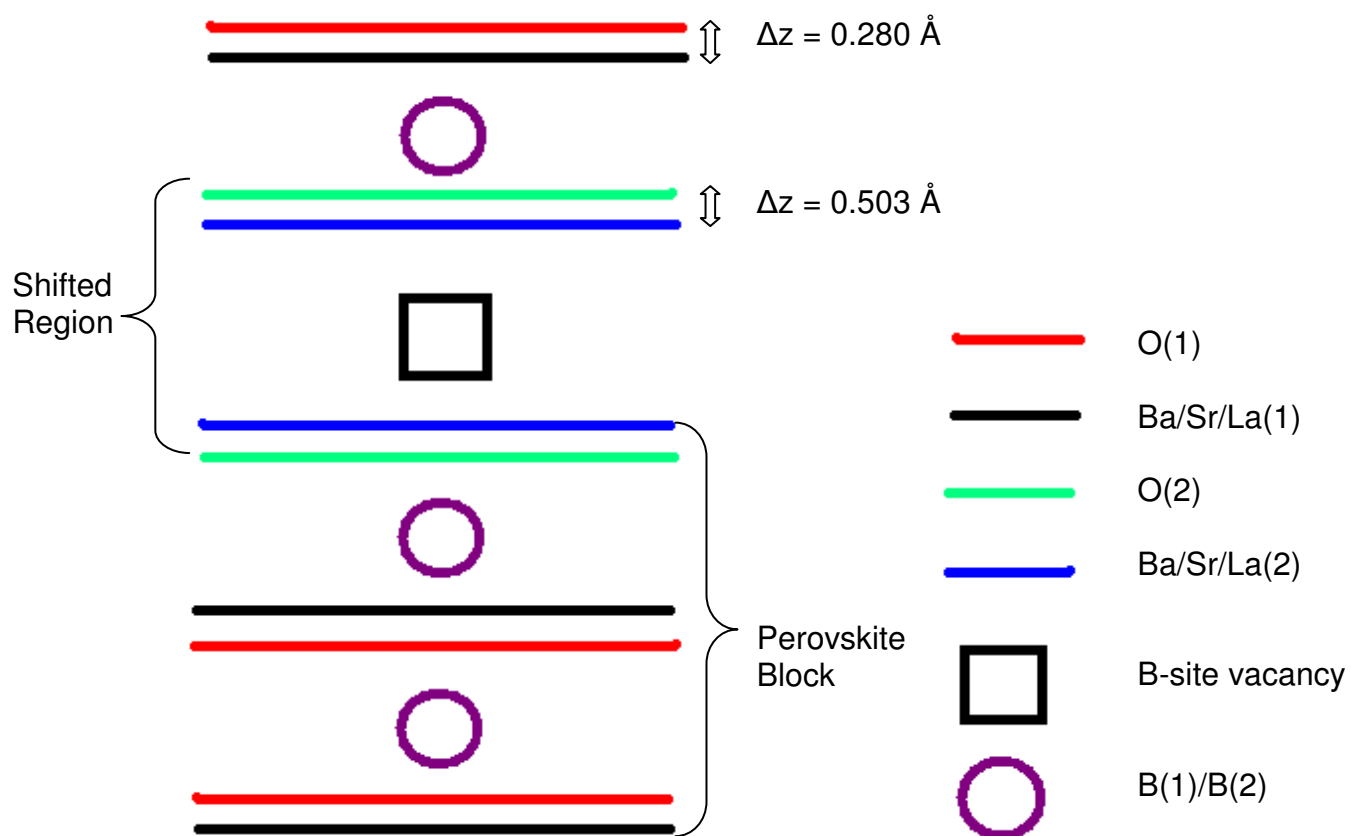 Δz = 0.280 Å
Δz = 0.503 Å
Shifted
Region
O(1)
Ba/Sr/La(1)
O(2)
Ba/Sr/La(2)
Perovskite
Block
B-site vacancy
B(1)/B(2)